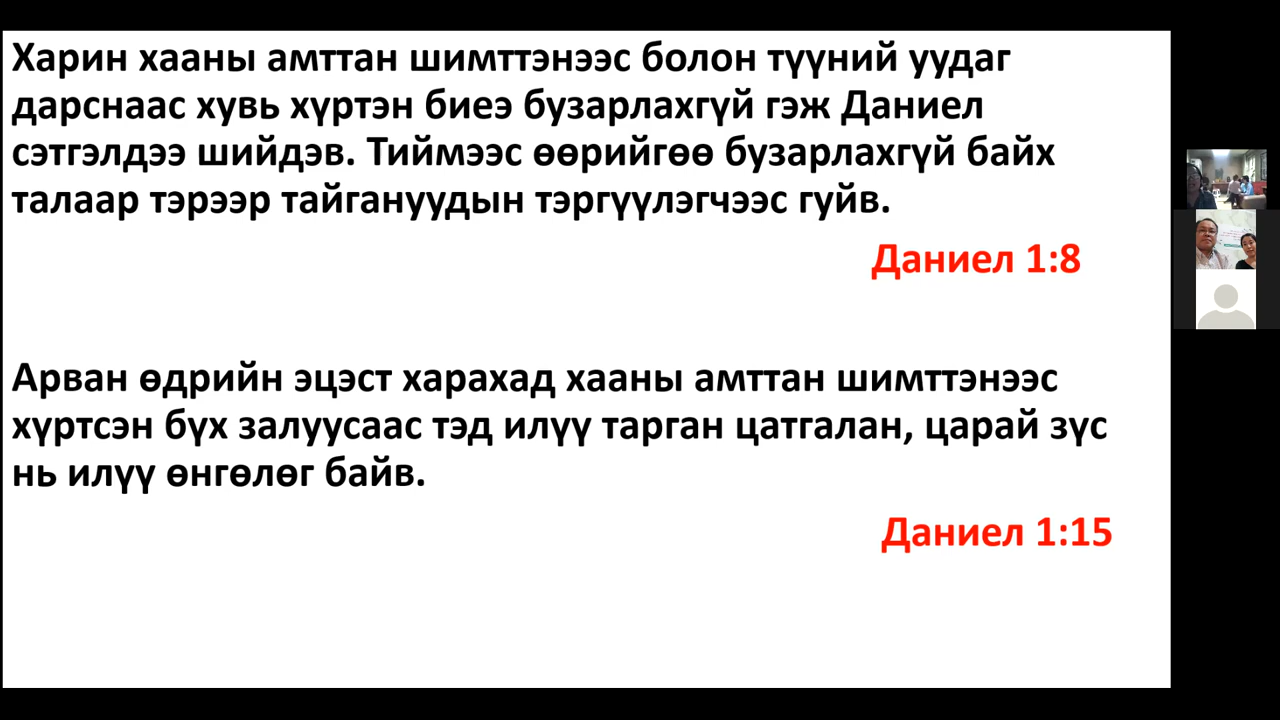 Харин хааны амттан шимттэнээс болон түүний уудаг
дарснаас хувь хүртэн биеэ бузарлахгүй гэж Даниел
сэтгэлдээ шийдэв. Тиймээс өөрийгөө бузарлахгүй байх
талаар тэрээр тайгануудын тэргүүлэгчээс гуйв.
Даниел 1:8
Арван өдрийн эцэст харахад хааны амттан шимттэнээс
хүртсэн бүх залуусаас тэд илүү тарган цатгалан, царай зүс
нь илүү өнгөлөг байв.
Даниел 1:15